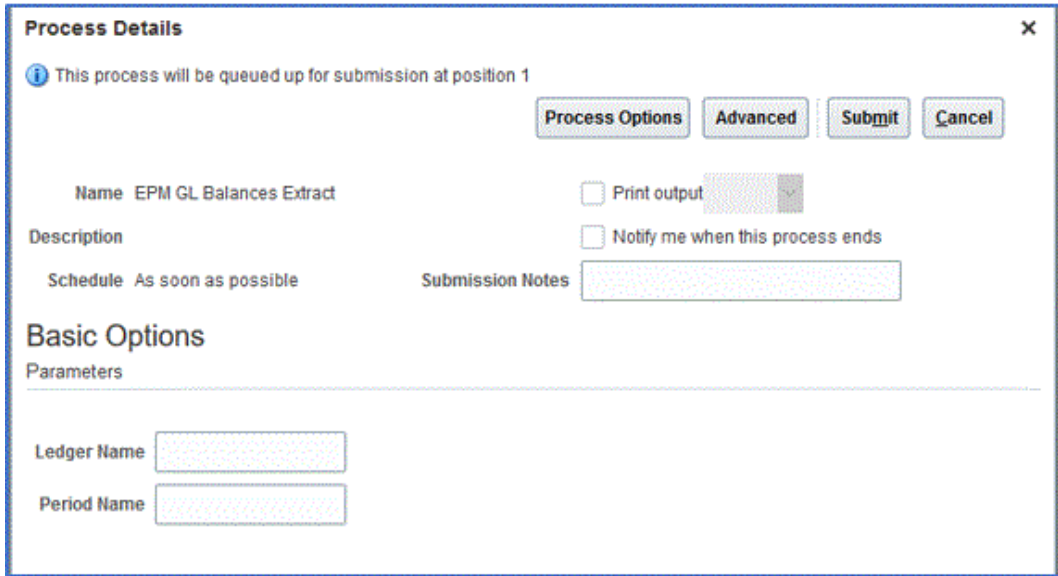 Process Details
This process will be queued up for submission at position 1
Process Options Advanced Submit Cancel
Name EPM GL Balances Extract Print output
Description Notify me when this process ends
Schedule As soon as possible Submission Notes
Basic Options
Parameters
Ledger Name
Period Name